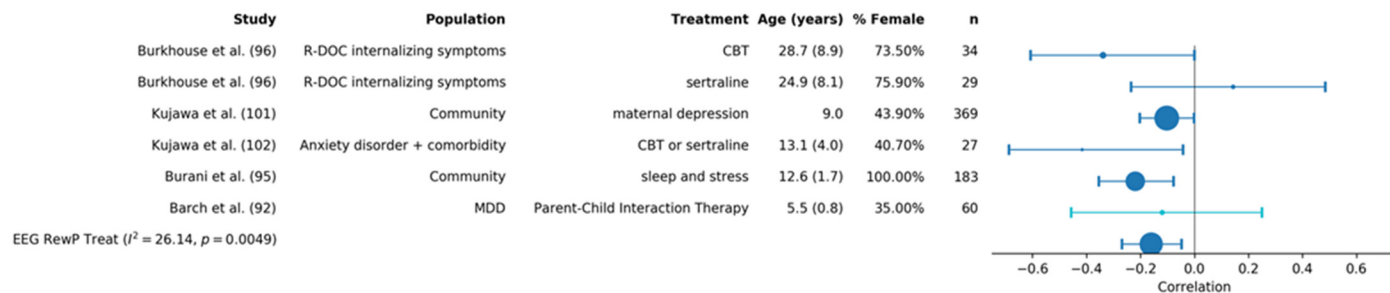 Study Population Treatment Age (years) % Female n
Burkhouse et al. (96) R-DOC internalizing symptoms CBT 28.7 (8.9) 73.50% 34
Burkhouse et al. (96) R-DOC internalizing symptoms sertraline 24.9 (8.1) 75.90% 29
Kujawa et al. (101) Community maternal depression 9.0 43.90% 369
Kujawa et al. (102) Anxiety disorder + comorbidity CBT or sertraline 13.1 (4.0) 40.70% 27
Burani et al. (95) Community sleep and stress 12.6 (1.7) 100.00% 183
Barch et al. (92) MDD Parent-Child Interaction Therapy 5.5 (0.8) 35.00% 60
EEG RewP Treat (I² = 26.14, p = 0.0049)
−0.6 −0.4 −0.2 0.0 0.2 0.4 0.6
Correlation